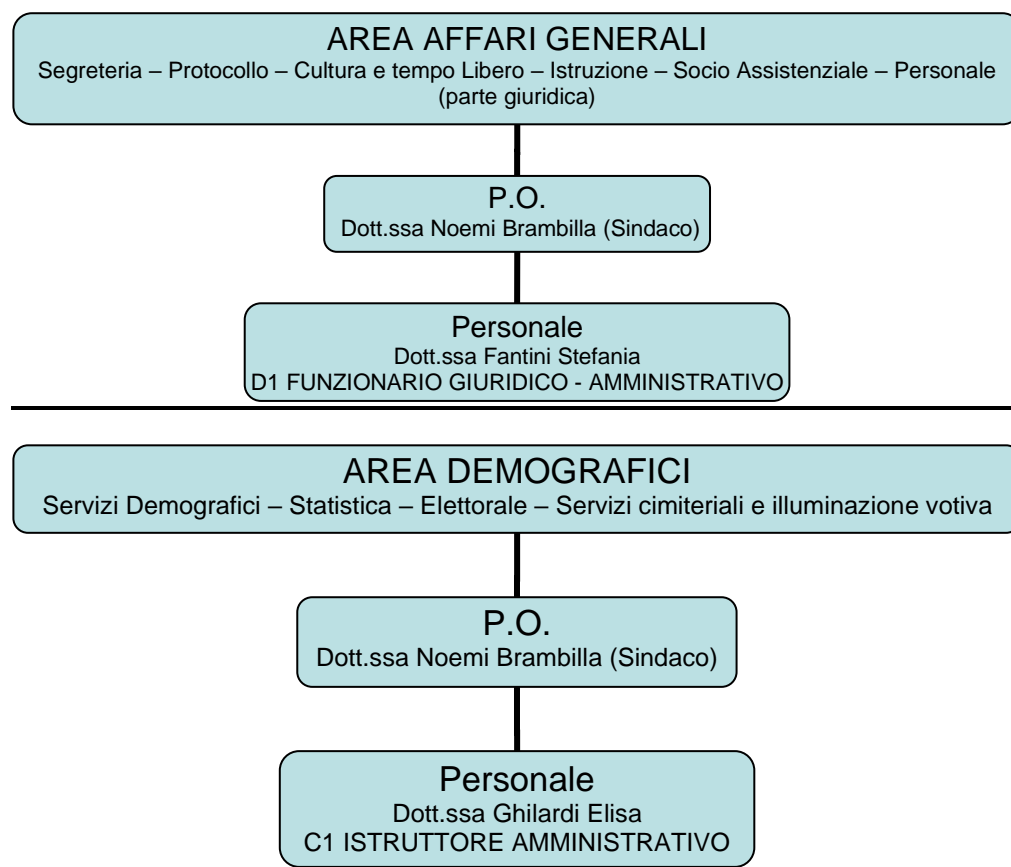 AREA AFFARI GENERALI
Segreteria – Protocollo – Cultura e tempo Libero – Istruzione – Socio Assistenziale – Personale
(parte giuridica)
P.O.
Dott.ssa Noemi Brambilla (Sindaco)
Personale
Dott.ssa Fantini Stefania
D1 FUNZIONARIO GIURIDICO - AMMINISTRATIVO
AREA DEMOGRAFICI
Servizi Demografici – Statistica – Elettorale – Servizi cimiteriali e illuminazione votiva
P.O.
Dott.ssa Noemi Brambilla (Sindaco)
Personale
Dott.ssa Ghilardi Elisa
C1 ISTRUTTORE AMMINISTRATIVO